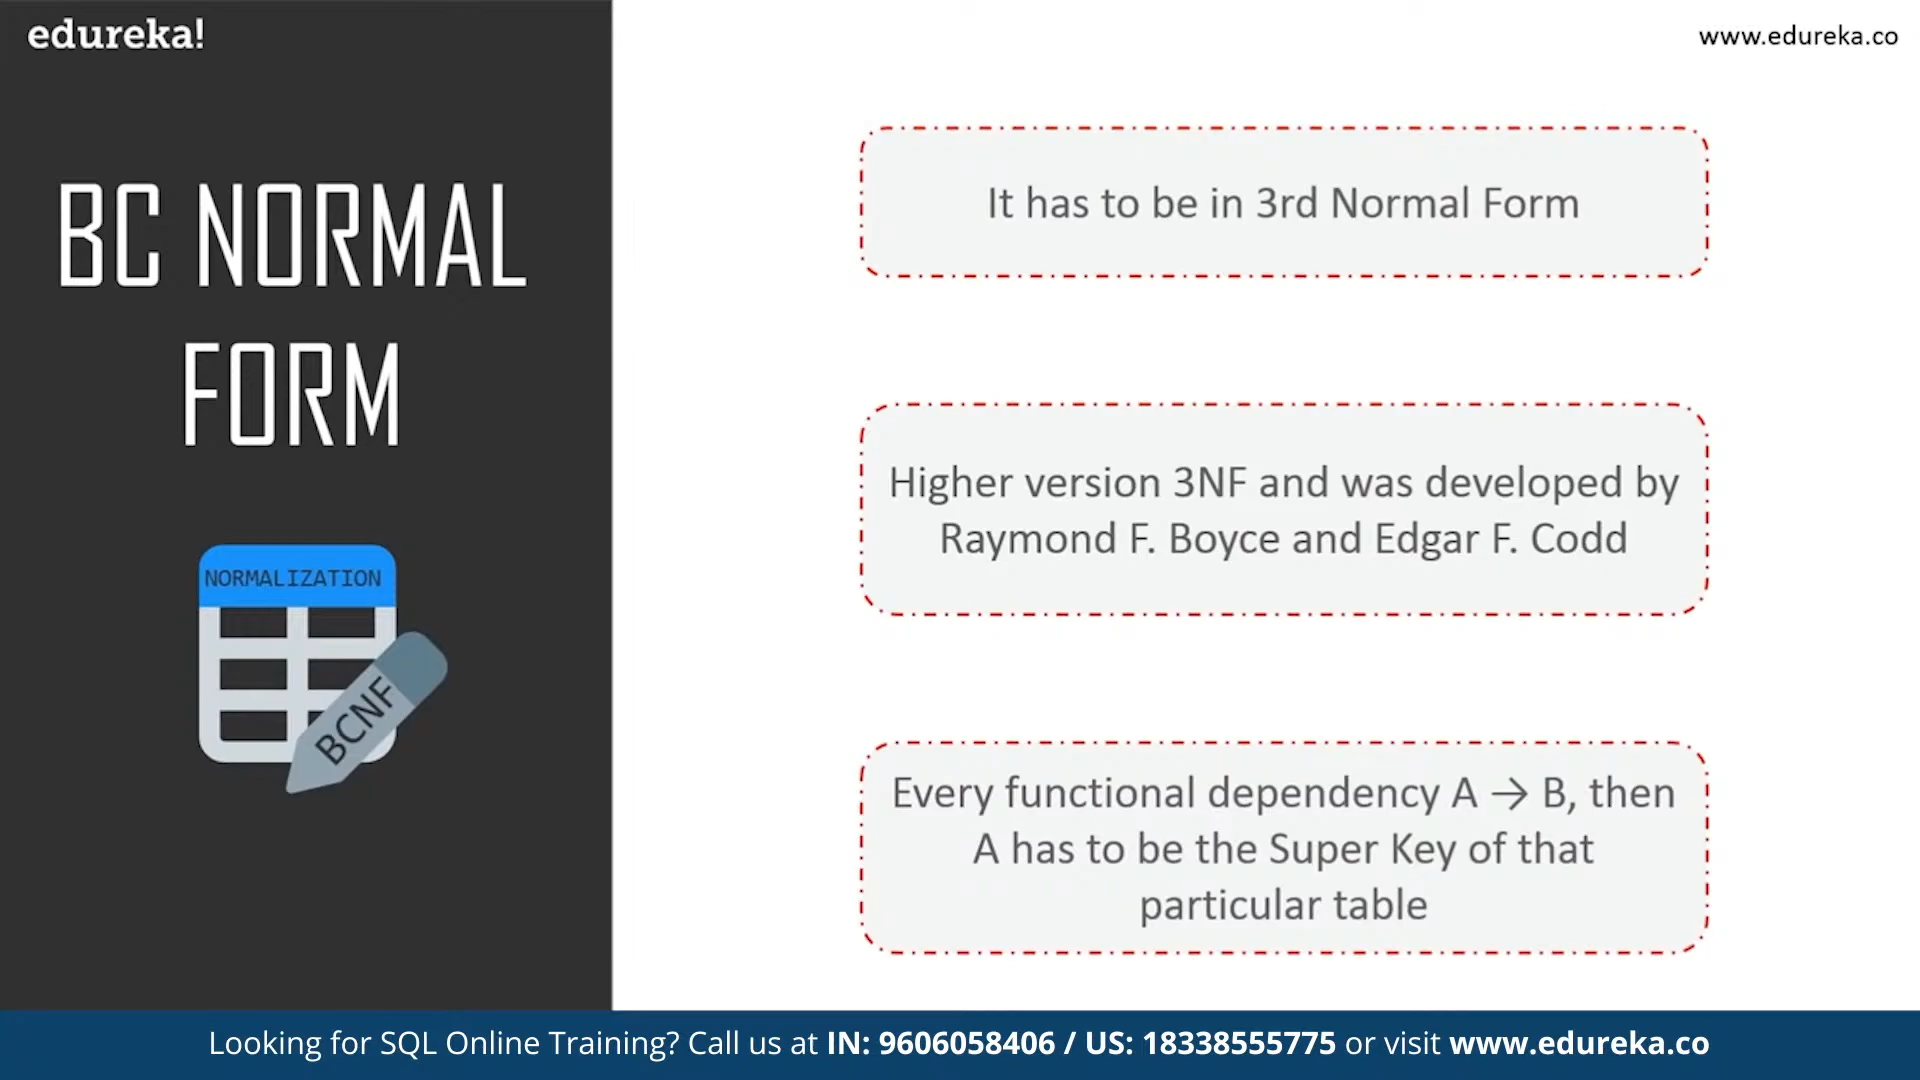 edureka!
www.edureka.co
BC NORMAL
FORM
NORMALIZATION
BCNF
It has to be in 3rd Normal Form
Higher version 3NF and was developed by
Raymond F. Boyce and Edgar F. Codd
Every functional dependency A → B, then
A has to be the Super Key of that
particular table
Looking for SQL Online Training? Call us at IN: 9606058406 / US: 18338555775 or visit www.edureka.co